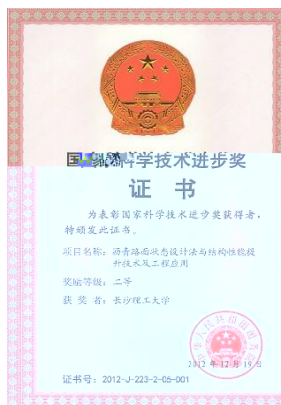 国家科学技术进步奖
证书
为表彰国家科学技术进步奖获得者，
特颁发此证书。
项目名称：沥青路面状态设计法与结构性能提
升技术及工程应用
奖励等级：二等
获 奖 者：长沙理工大学
2012年12月19日
证书号：2012-J-223-2-05-D01